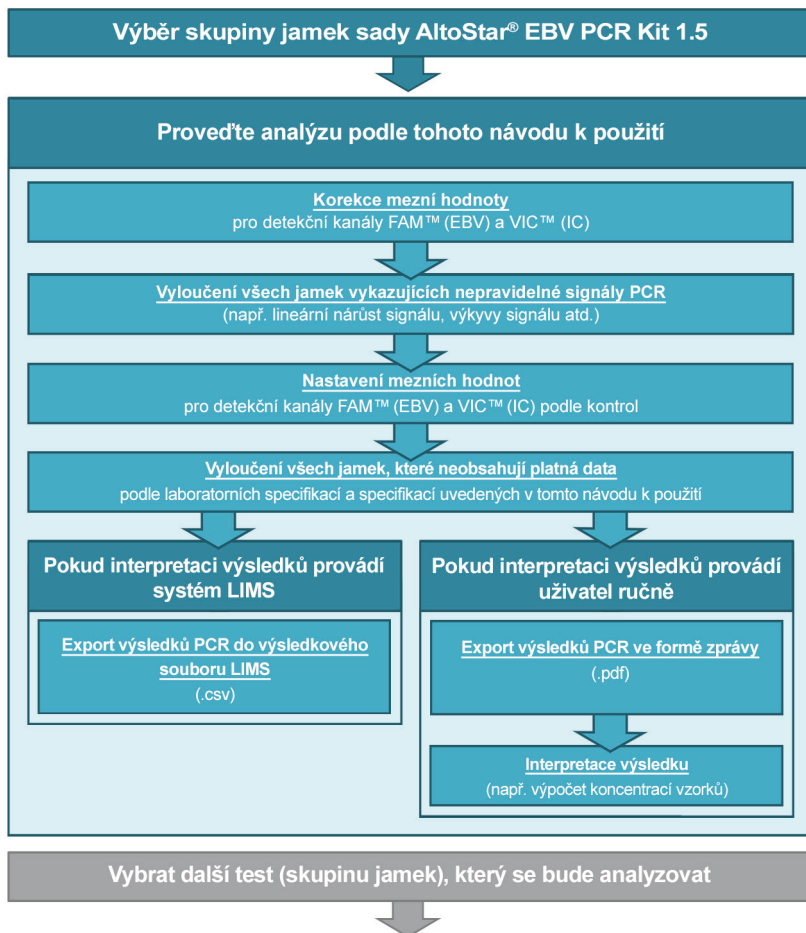 Výběr skupiny jamek sady AltoStar® EBV PCR Kit 1.5
Proveďte analýzu podle tohoto návodu k použití
Korekce mezní hodnoty
pro detekční kanály FAM™ (EBV) a VIC™ (IC)
Vyloučení všech jamek vykazujících nepravidelné signály PCR
(např. lineární nárůst signálu, výkyvy signálu atd.)
Nastavení mezních hodnot
pro detekční kanály FAM™ (EBV) a VIC™ (IC) podle kontrol
Vyloučení všech jamek, které neobsahují platná data
podle laboratorních specifikací a specifikací uvedených v tomto návodu k použití
Pokud interpretaci výsledků provádí
systém LIMS
Export výsledků PCR do výsledkového
souboru LIMS
(.csv)
Pokud interpretaci výsledků provádí
uživatel ručně
Export výsledků PCR ve formě zprávy
(.pdf)
Interpretace výsledku
(např. výpočet koncentrací vzorků)
Vybrat další test (skupinu jamek), který se bude analyzovat